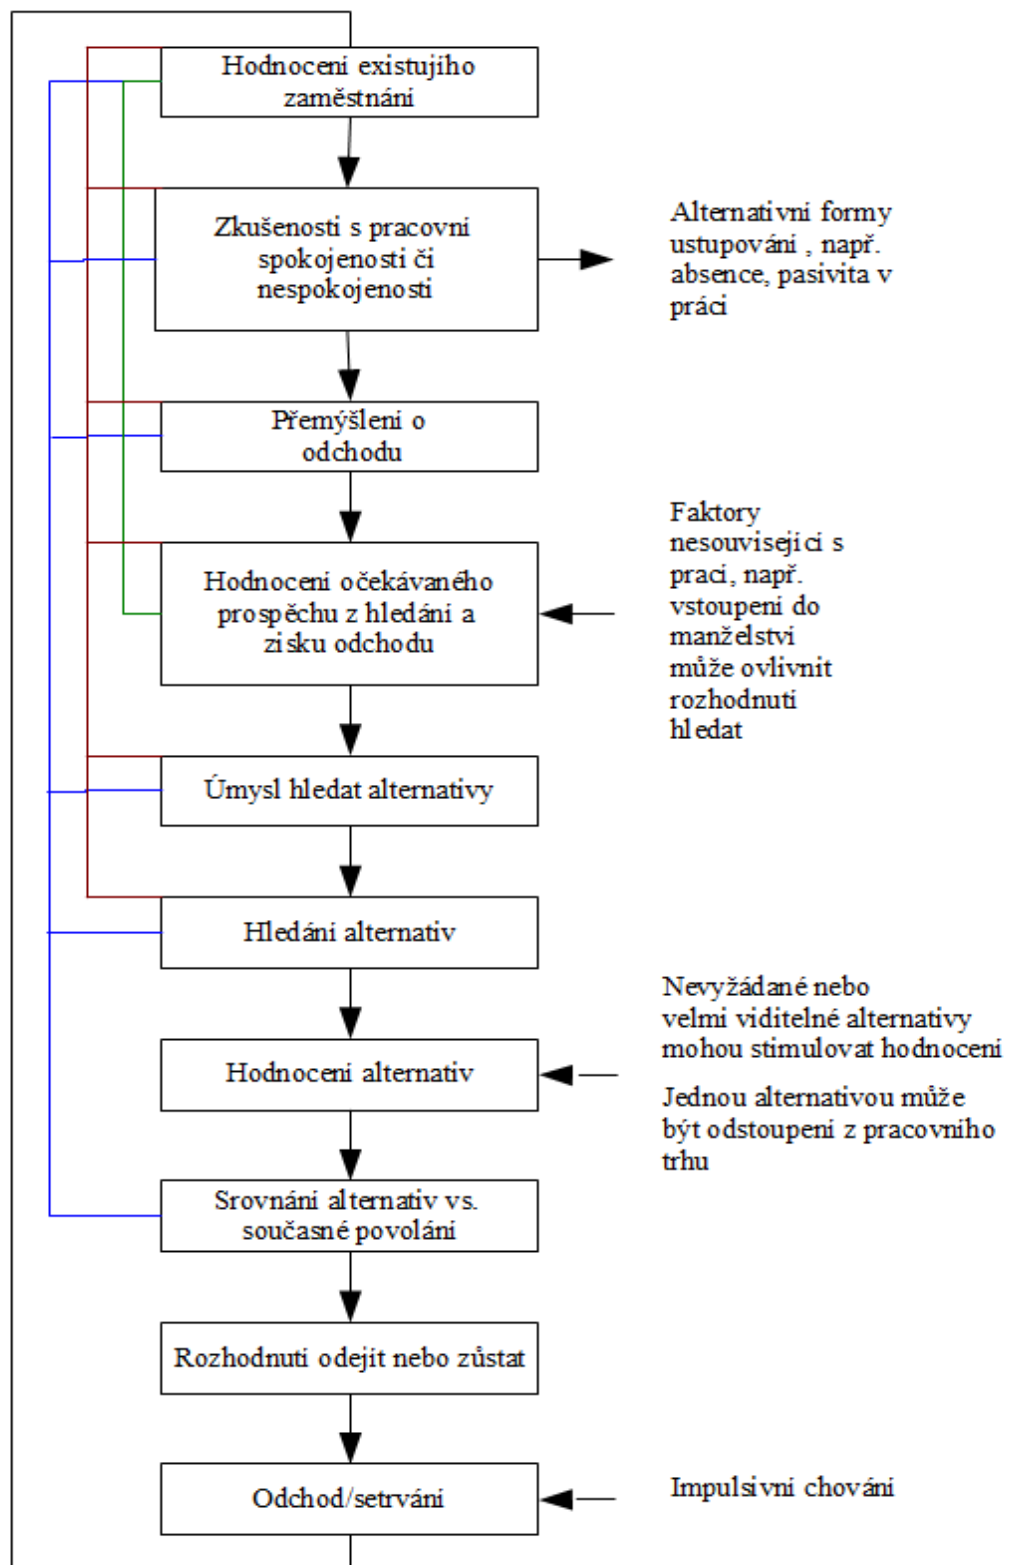 Hodnocení existujího
zaměstnání
Zkušenosti s pracovní
spokojenosti či
nespokojenosti
Alternativní formy
ustupování , např.
absence, pasivita v
práci
Přemýšlení o
odchodu
Hodnocení očekávaného
prospěchu z hledání a
zisku odchodu
Faktory
nesouvisející s
prací, např.
vstoupení do
manželství
může ovlivnit
rozhodnutí
hledat
Úmysl hledat alternativy
Hledání alternativ
Nevyžádané nebo
velmi viditelné alternativy
mohou stimulovat hodnocení
Hodnocení alternativ
Jednou alternativou může
být odstoupení z pracovního
trhu
Srovnání alternativ vs.
současné povolání
Rozhodnutí odejít nebo zůstat
Odchod/setrvání
Impulsivní chování